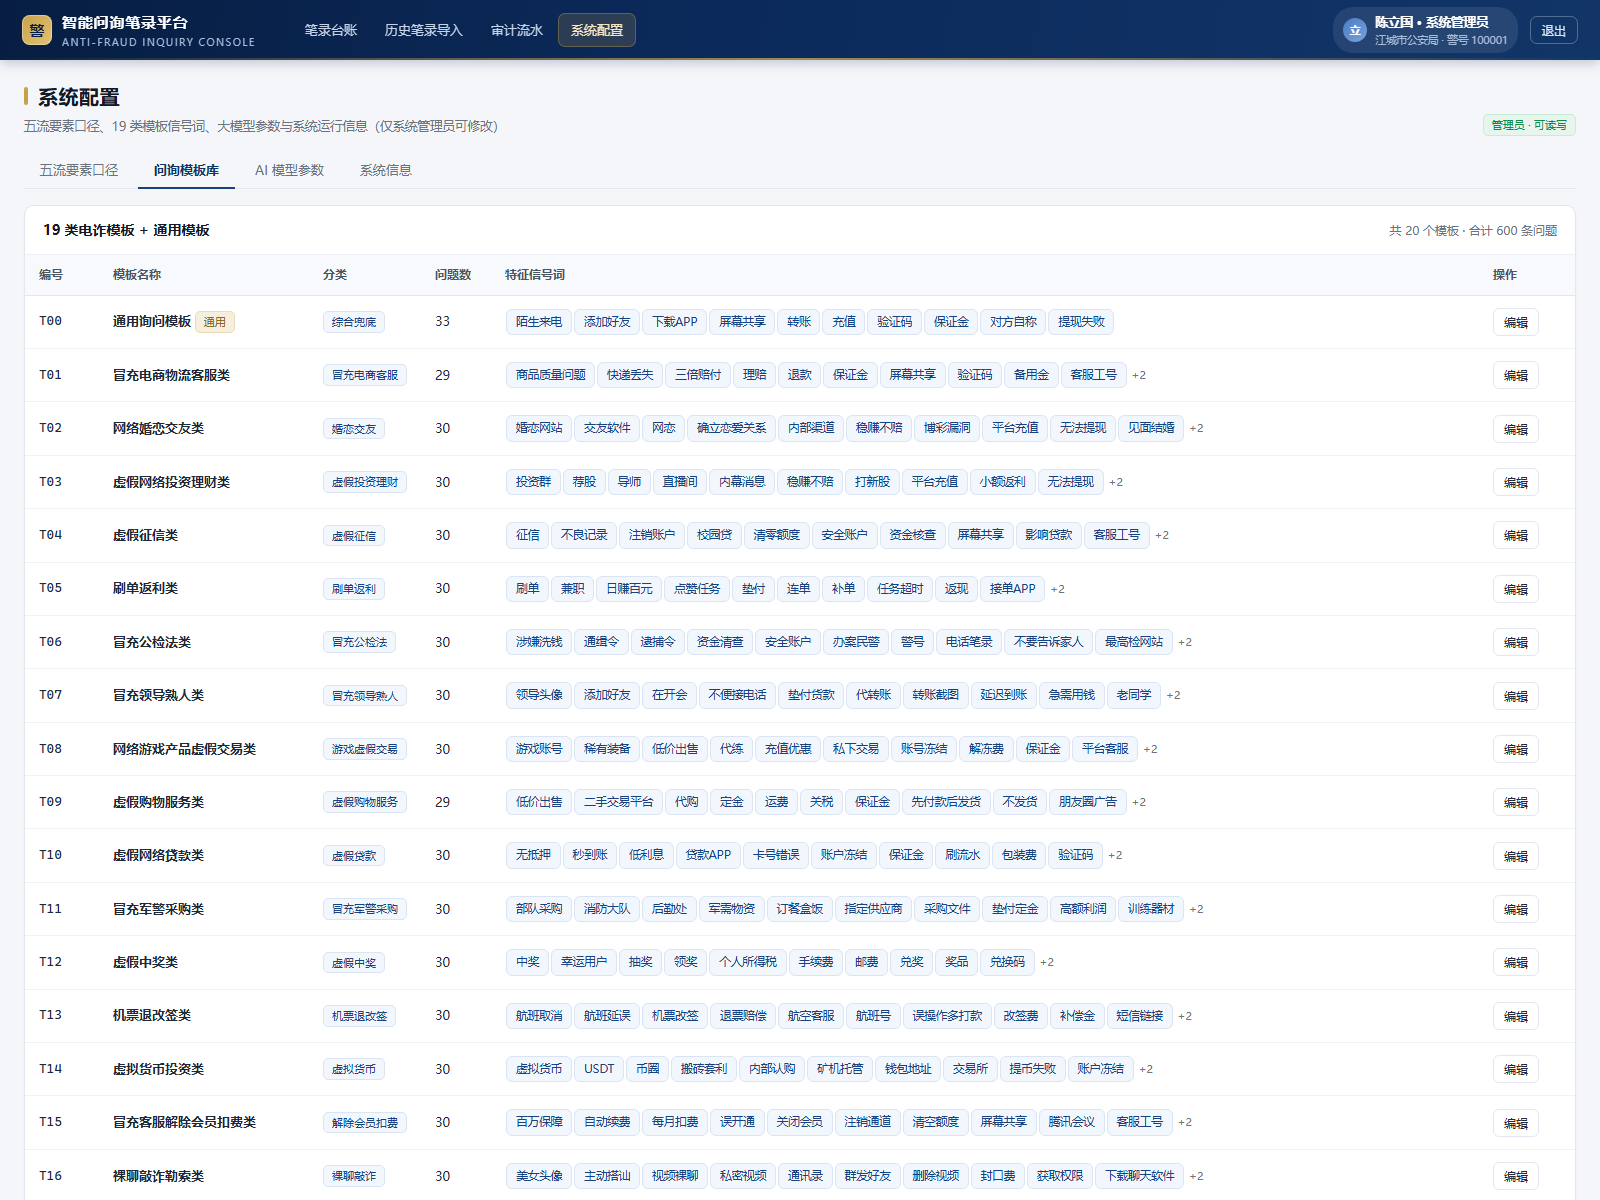 警
智能问询笔录平台
ANTI-FRAUD INQUIRY CONSOLE
笔录台账 历史笔录导入 审计流水 系统配置
立
陈立国 • 系统管理员
江城市公安局 · 警号 100001
退出
系统配置
五流要素口径、19 类模板信号词、大模型参数与系统运行信息（仅系统管理员可修改）
管理员 · 可读写
五流要素口径 问询模板库 AI 模型参数 系统信息
19 类电诈模板 + 通用模板 共 20 个模板 · 合计 600 条问题
编号 模板名称 分类 问题数 特征信号词 操作
T00 通用询问模板 通用 综合兜底 33 陌生来电 添加好友 下载APP 屏幕共享 转账 充值 验证码 保证金 对方自称 提现失败 编辑
T01 冒充电商物流客服类 冒充电商客服 29 商品质量问题 快递丢失 三倍赔付 理赔 退款 保证金 屏幕共享 验证码 备用金 客服工号 +2 编辑
T02 网络婚恋交友类 婚恋交友 30 婚恋网站 交友软件 网恋 确立恋爱关系 内部渠道 稳赚不赔 博彩漏洞 平台充值 无法提现 见面结婚 +2 编辑
T03 虚假网络投资理财类 虚假投资理财 30 投资群 荐股 导师 直播间 内幕消息 稳赚不赔 打新股 平台充值 小额返利 无法提现 +2 编辑
T04 虚假征信类 虚假征信 30 征信 不良记录 注销账户 校园贷 清零额度 安全账户 资金核查 屏幕共享 影响贷款 客服工号 +2 编辑
T05 刷单返利类 刷单返利 30 刷单 兼职 日赚百元 点赞任务 垫付 连单 补单 任务超时 返现 接单APP +2 编辑
T06 冒充公检法类 冒充公检法 30 涉嫌洗钱 通缉令 逮捕令 资金清查 安全账户 办案民警 警号 电话笔录 不要告诉家人 最高检网站 +2 编辑
T07 冒充领导熟人类 冒充领导熟人 30 领导头像 添加好友 在开会 不便接电话 垫付货款 代转账 转账截图 延迟到账 急需用钱 老同学 +2 编辑
T08 网络游戏产品虚假交易类 游戏虚假交易 30 游戏账号 稀有装备 低价出售 代练 充值优惠 私下交易 账号冻结 解冻费 保证金 平台客服 +2 编辑
T09 虚假购物服务类 虚假购物服务 29 低价出售 二手交易平台 代购 定金 运费 关税 保证金 先付款后发货 不发货 朋友圈广告 +2 编辑
T10 虚假网络贷款类 虚假贷款 30 无抵押 秒到账 低利息 贷款APP 卡号错误 账户冻结 保证金 刷流水 包装费 验证码 +2 编辑
T11 冒充军警采购类 冒充军警采购 30 部队采购 消防大队 后勤处 军需物资 订餐盒饭 指定供应商 采购文件 垫付定金 高额利润 训练器材 +2 编辑
T12 虚假中奖类 虚假中奖 30 中奖 幸运用户 抽奖 领奖 个人所得税 手续费 邮费 兑奖 奖品 兑换码 +2 编辑
T13 机票退改签类 机票退改签 30 航班取消 航班延误 机票改签 退票赔偿 航空客服 航班号 误操作多打款 改签费 补偿金 短信链接 +2 编辑
T14 虚拟货币投资类 虚拟货币 30 虚拟货币 USDT 币圈 搬砖套利 内部认购 矿机托管 钱包地址 交易所 提币失败 账户冻结 +2 编辑
T15 冒充客服解除会员扣费类 解除会员扣费 30 百万保障 自动续费 每月扣费 误开通 关闭会员 注销通道 清空额度 屏幕共享 腾讯会议 客服工号 +2 编辑
T16 裸聊敲诈勒索类 裸聊敲诈 30 美女头像 主动搭讪 视频裸聊 私密视频 通讯录 群发好友 删除视频 封口费 获取权限 下载聊天软件 +2 编辑